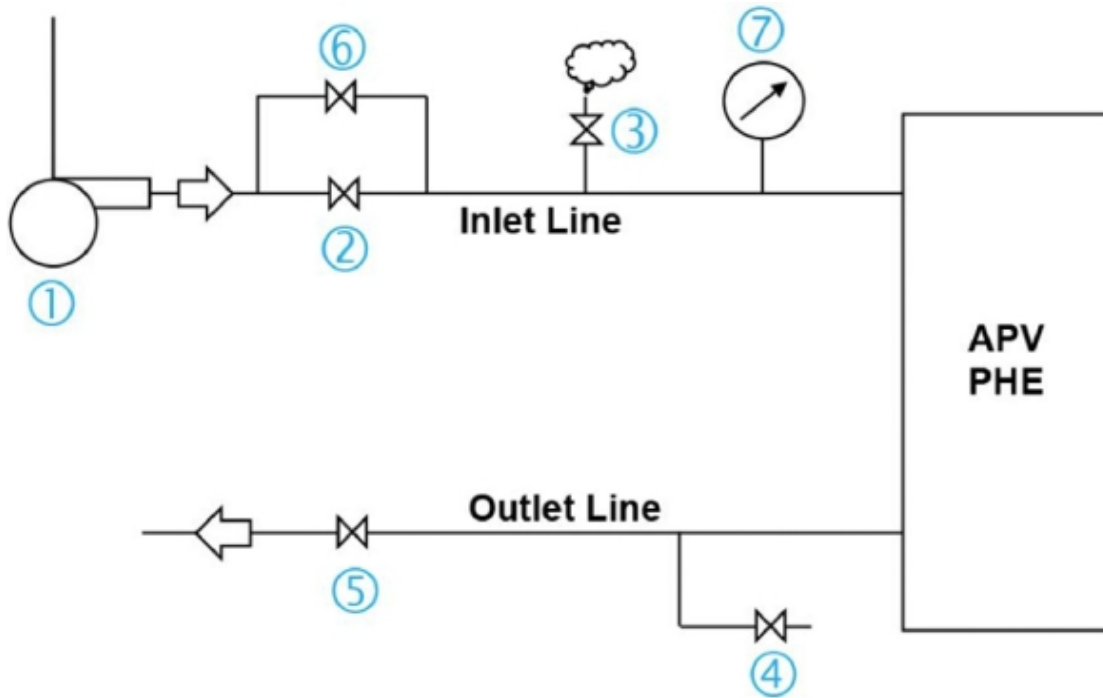 ⑥
⑦
③
Inlet Line
②
①
APV
PHE
Outlet Line
⑤
④